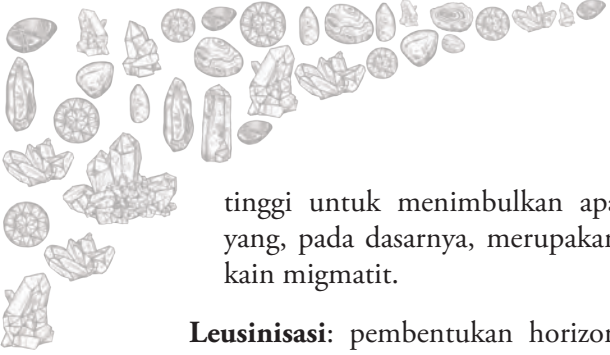 tinggi untuk menimbulkan apa
yang, pada dasarnya, merupakan
kain migmatit.
Leusinisasi: pembentukan horizon